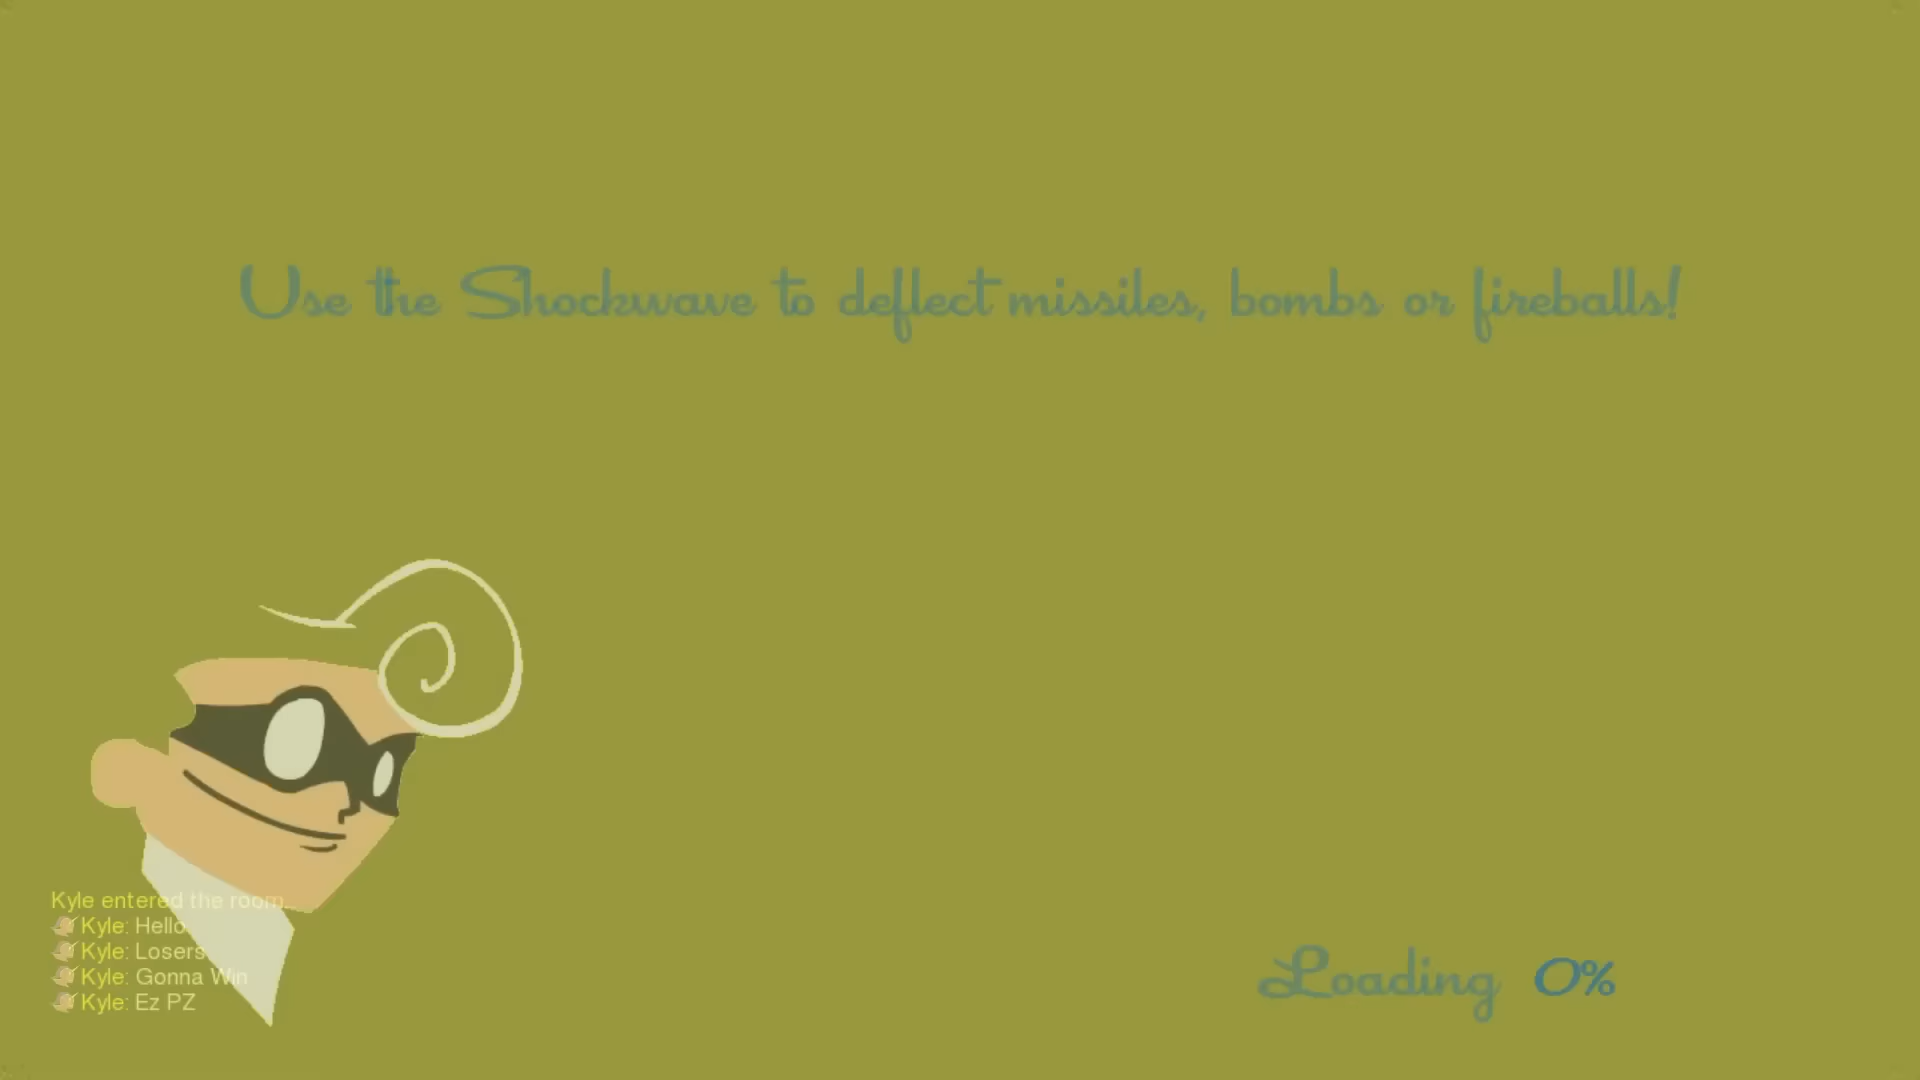 Use the Shockwave to deflect missiles, bombs or fireballs!
Kyle entered the room...
Kyle: Hello
Kyle: Losers
Kyle: Gonna Win
Kyle: Ez PZ
Loading 0%